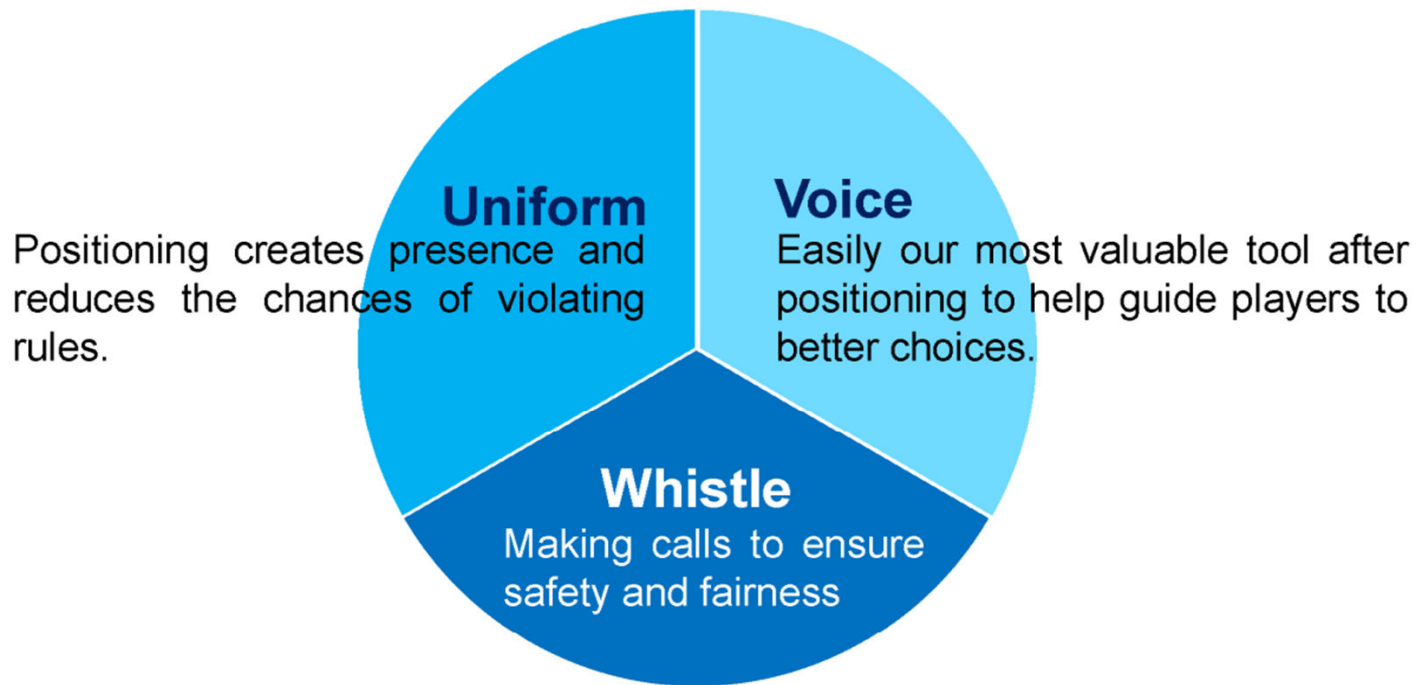 Uniform
Positioning creates presence and
reduces the chances of violating
rules.
Voice
Easily our most valuable tool after
positioning to help guide players to
better choices.
Whistle
Making calls to ensure
safety and fairness